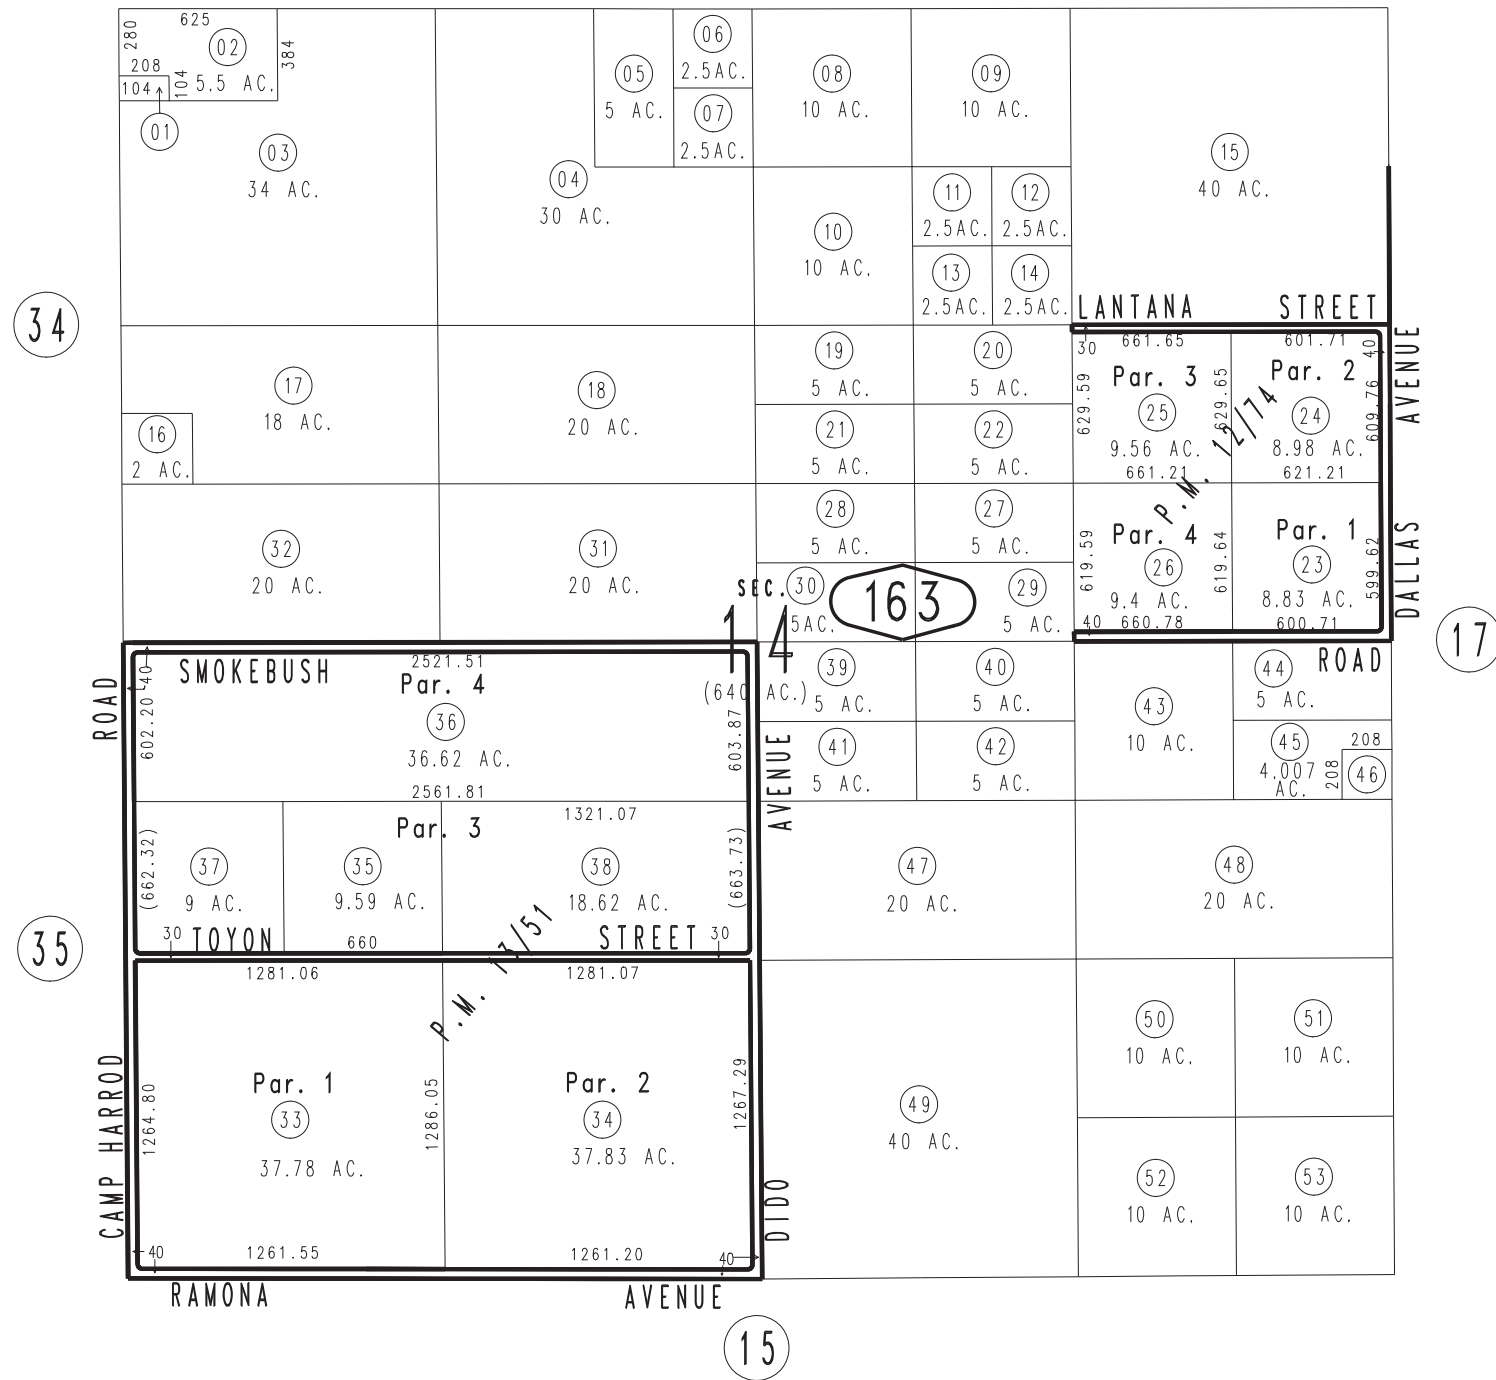 280
625
02
5.5 AC.
384
208
104
104
01
03
34 AC.
04
30 AC.
05
5 AC.
06
2.5AC.
07
2.5AC.
08
10 AC.
09
10 AC.
10
10 AC.
11
2.5AC.
12
2.5AC.
13
2.5AC.
14
2.5AC.
15
40 AC.
34
LANTANA STREET
16
2 AC.
17
18 AC.
18
20 AC.
19
5 AC.
20
5 AC.
21
5 AC.
22
5 AC.
30
661.65
601.71
40
Par. 3
25
9.56 AC.
661.21
629.59
629.65
Par. 2
24
8.98 AC.
621.21
609.76
P.M. 12/74
DALLAS AVENUE
32
20 AC.
31
20 AC.
28
5 AC.
27
5 AC.
30
5AC.
29
5 AC.
163
SEC.
14
(640 AC.)
619.59
Par. 4
26
9.4 AC.
660.78
40
619.64
Par. 1
23
8.83 AC.
600.71
599.62
17
SMOKEBUSH
ROAD
40
40
2521.51
Par. 4
36
36.62 AC.
2561.81
602.20
603.87
39
5 AC.
40
5 AC.
41
5 AC.
42
5 AC.
43
10 AC.
44
5 AC.
45
4.007
AC.
208
208
46
1321.07
Par. 3
(662.32)
37
9 AC.
35
9.59 AC.
38
18.62 AC.
(663.73)
47
20 AC.
48
20 AC.
35
30
TOYON STREET
660
30
1281.06
1281.07
P.M. 13/51
Par. 1
33
37.78 AC.
1264.80
1286.05
Par. 2
34
37.83 AC.
1267.29
49
40 AC.
50
10 AC.
51
10 AC.
52
10 AC.
53
10 AC.
CAMP HARROD ROAD
DIDO AVENUE
40
1261.55
1261.20
40
RAMONA AVENUE
15